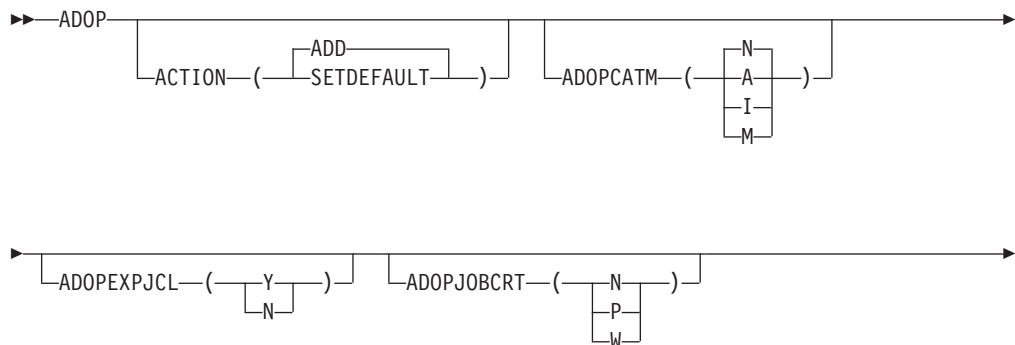 ADD N
ADOP
ACTION ( SETDEFAULT ) ADOPCATM ( A )
I
M
ADOPEXPJCL ( Y ) ADOPJOBCRT ( N )
N P
W